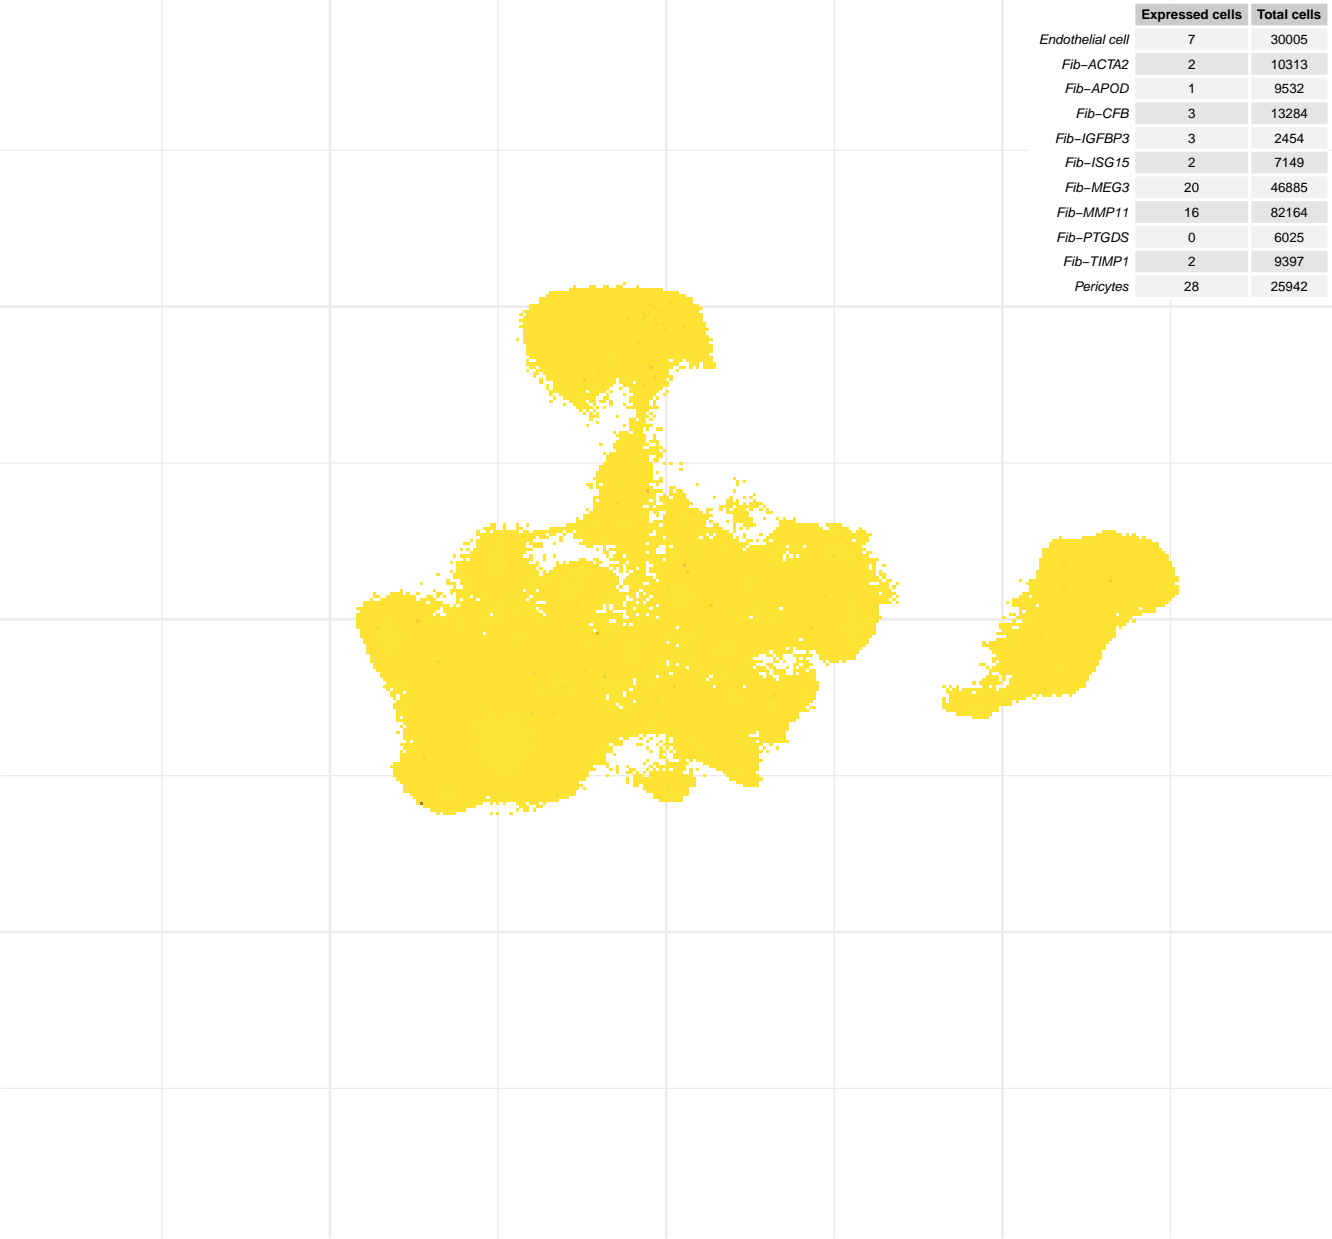 Expressed cells Total cells
Endothelial cell 7 30005
Fib−ACTA2 2 10313
Fib−APOD 1 9532
Fib−CFB 3 13284
Fib−IGFBP3 3 2454
Fib−ISG15 2 7149
Fib−MEG3 20 46885
Fib−MMP11 16 82164
Fib−PTGDS 0 6025
Fib−TIMP1 2 9397
Pericytes 28 25942